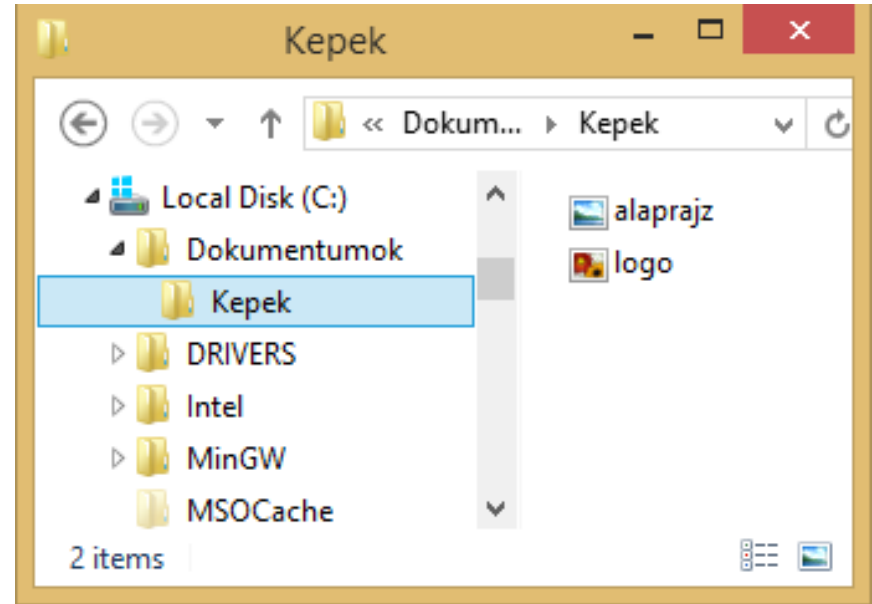 Kepek
« Dokum... Kepek
Local Disk (C:)
Dokumentumok
Kepek
DRIVERS
Intel
MinGW
MSOCache
alaprajz
logo
2 items